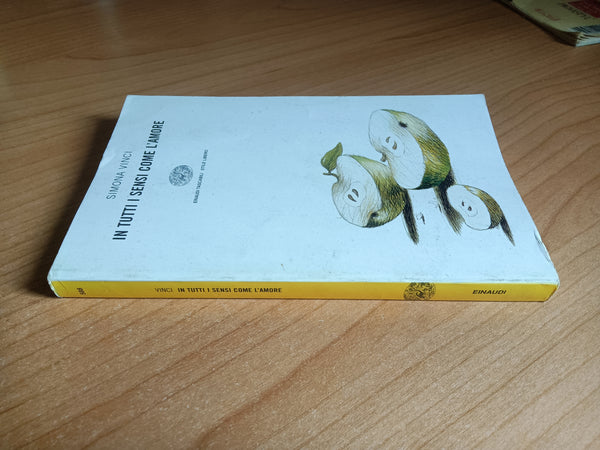 SIMONA VINCI
IN TUTTI I SENSI COME L'AMORE
EINAUDI TASCABILI. STILE LIBERO
VINCI IN TUTTI I SENSI COME L'AMORE
EINAUDI